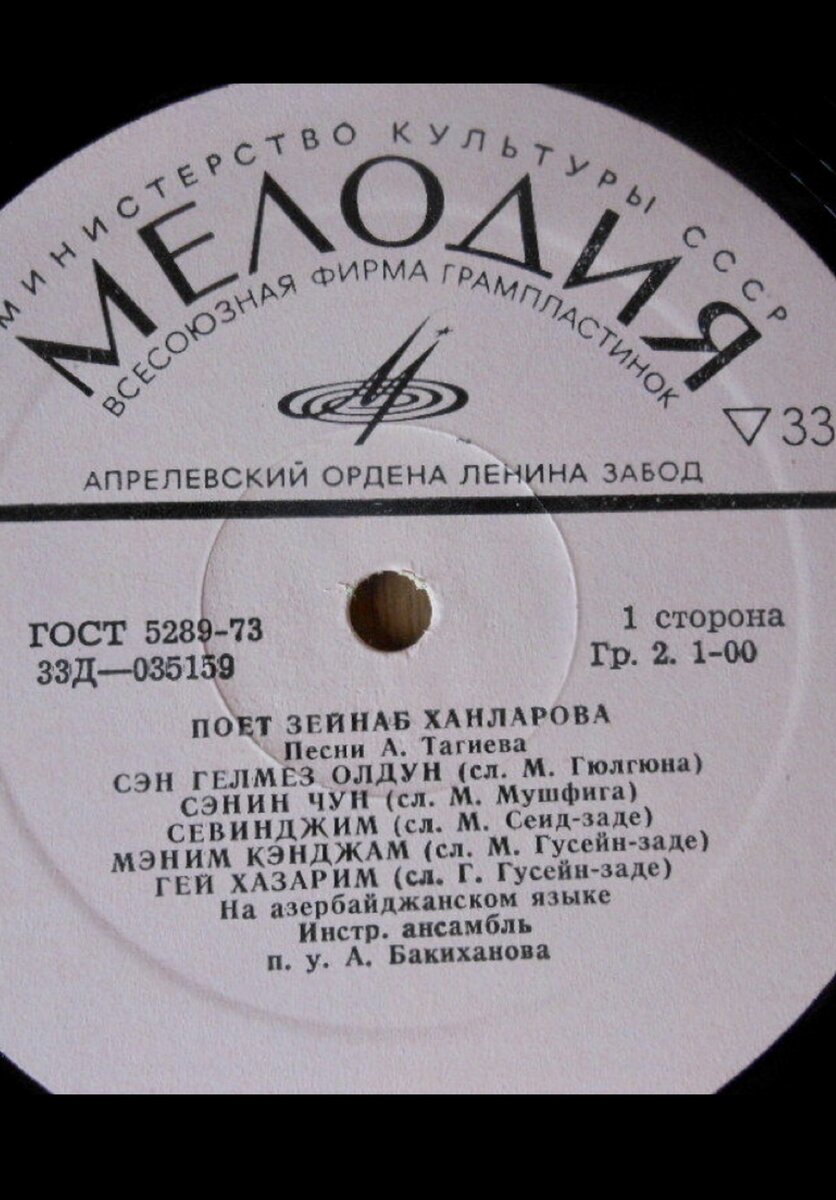 МИНИСТЕРСТВО КУЛЬТУРЫ СССР
МЕЛОДИЯ
ВСЕСОЮЗНАЯ ФИРМА ГРАМПЛАСТИНОК
33
АПРЕЛЕВСКИЙ ОРДЕНА ЛЕНИНА ЗАВОД
ГОСТ 5289-73
33Д—035159
1 сторона
Гр. 2. 1-00
ПОЕТ ЗЕЙНАБ ХАНЛАРОВА
Песни А. Тагиева
СЭН ГЕЛМЕЗ ОЛДУН (сл. М. Гюлгюна)
СЭНИН ЧУН (сл. М. Мушфига)
СЕВИНДЖИМ (сл. М. Сеид-заде)
МЭНИМ КЭНДЖАМ (сл. М. Гусейн-заде)
ГЕЙ ХАЗАРИМ (сл. Г. Гусейн-заде)
На азербайджанском языке
Инстр. ансамбль
п. у. А. Бакиханова